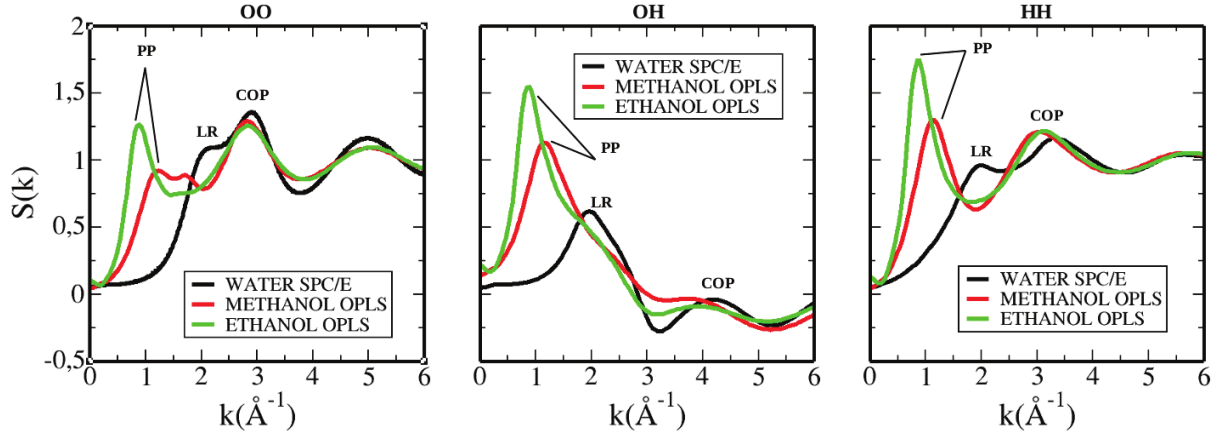 OO
OH
HH
S(k)
2
1,5
1
0,5
0
-0,5
PP
LR
COP
WATER SPC/E
METHANOL OPLS
ETHANOL OPLS
0 1 2 3 4 5 6
k(Å⁻¹)
WATER SPC/E
METHANOL OPLS
ETHANOL OPLS
PP
LR
COP
0 1 2 3 4 5 6
k(Å⁻¹)
PP
COP
LR
WATER SPC/E
METHANOL OPLS
ETHANOL OPLS
0 1 2 3 4 5 6
k(Å⁻¹)